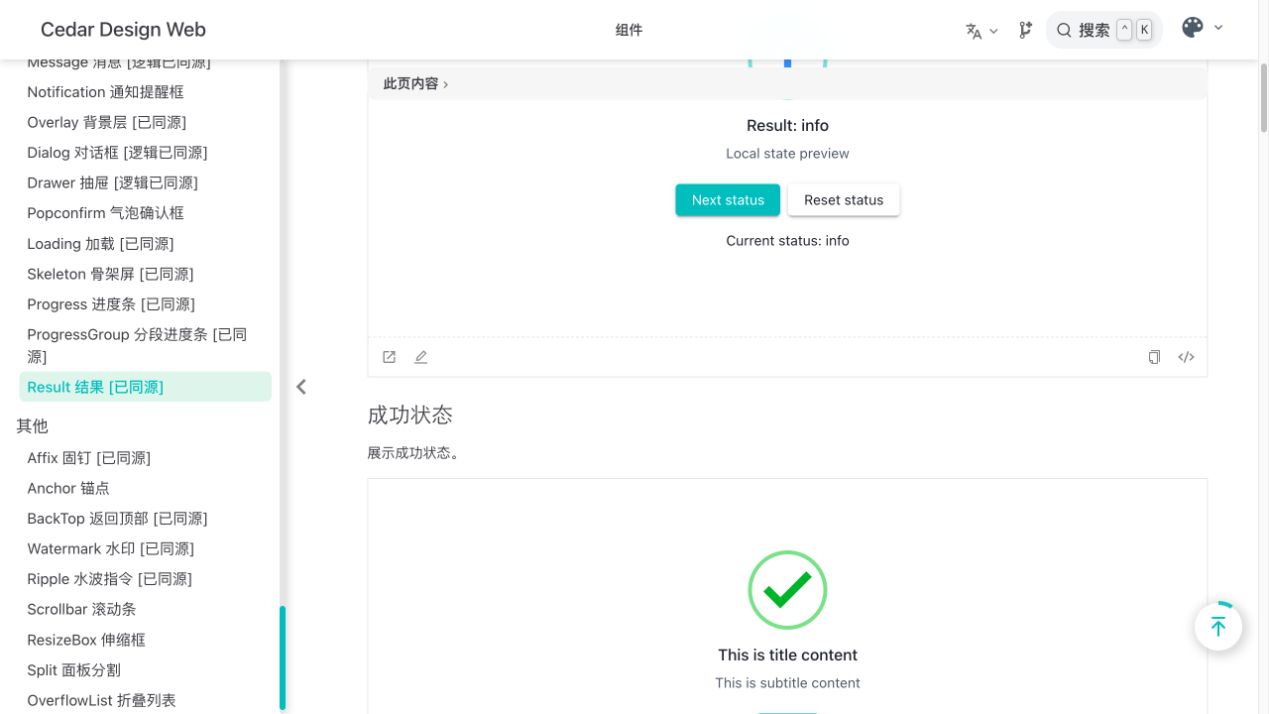 Cedar Design Web
组件
搜索 ^ K
Message 消息 [逻辑已同源]
Notification 通知提醒框
Overlay 背景层 [已同源]
Dialog 对话框 [逻辑已同源]
Drawer 抽屉 [逻辑已同源]
Popconfirm 气泡确认框
Loading 加载 [已同源]
Skeleton 骨架屏 [已同源]
Progress 进度条 [已同源]
ProgressGroup 分段进度条 [已同
源]
Result 结果 [已同源]
其他
Affix 固钉 [已同源]
Anchor 锚点
BackTop 返回顶部 [已同源]
Watermark 水印 [已同源]
Ripple 水波指令 [已同源]
Scrollbar 滚动条
ResizeBox 伸缩框
Split 面板分割
OverflowList 折叠列表
此页内容 ›
Result: info
Local state preview
Next status
Reset status
Current status: info
成功状态
展示成功状态。
This is title content
This is subtitle content